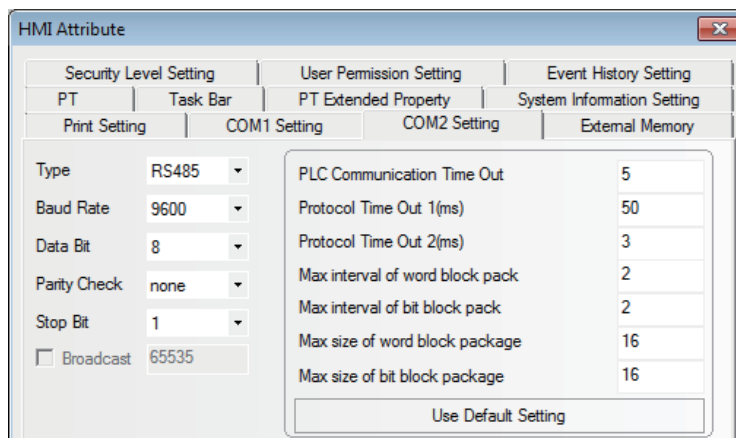 HMI Attribute
Security Level Setting User Permission Setting Event History Setting
PT Task Bar PT Extended Property System Information Setting
Print Setting COM1 Setting COM2 Setting External Memory
Type RS485
Baud Rate 9600
Data Bit 8
Parity Check none
Stop Bit 1
Broadcast 65535
PLC Communication Time Out 5
Protocol Time Out 1(ms) 50
Protocol Time Out 2(ms) 3
Max interval of word block pack 2
Max interval of bit block pack 2
Max size of word block package 16
Max size of bit block package 16
Use Default Setting